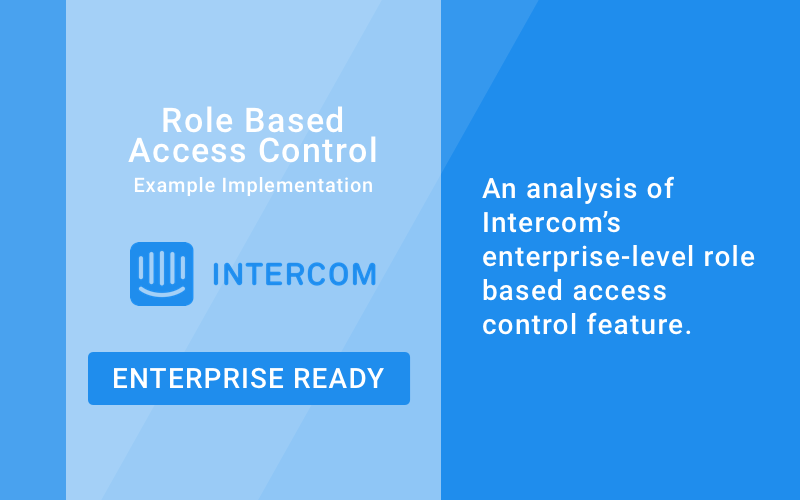 Role Based
Access Control
Example Implementation
INTERCOM
ENTERPRISE READY
An analysis of
Intercom’s
enterprise-level role
based access
control feature.